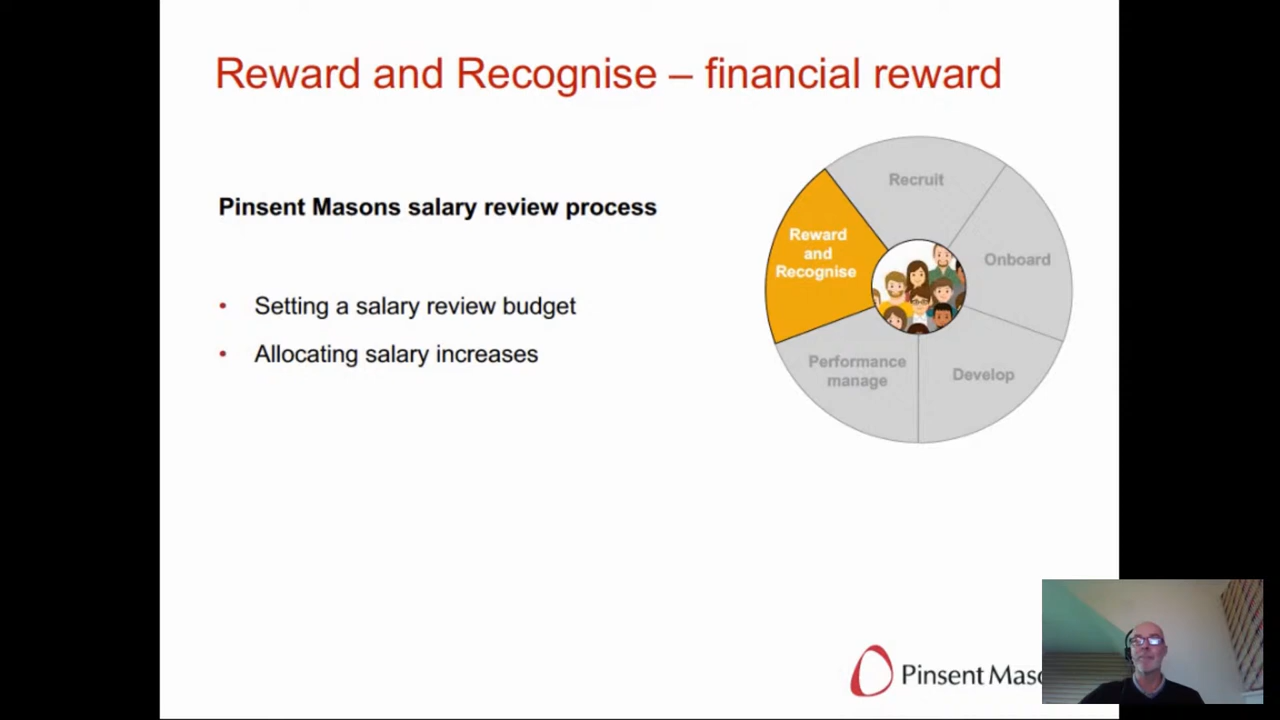 Reward and Recognise – financial reward
Pinsent Masons salary review process
• Setting a salary review budget
• Allocating salary increases
Recruit
Onboard
Develop
Performance
manage
Reward
and
Recognise
Pinsent Maso